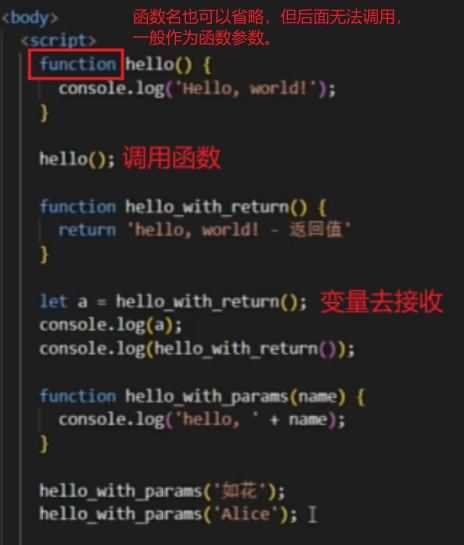 <body>
函数名也可以省略，但后面无法调用，
<script>
一般作为函数参数。
function hello() {
console.log('Hello, world!');
}
hello(); 调用函数
function hello_with_return() {
return 'hello, world! - 返回值'
}
let a = hello_with_return(); 变量去接收
console.log(a);
console.log(hello_with_return());
function hello_with_params(name) {
console.log('hello, ' + name);
}
hello_with_params('如花');
hello_with_params('Alice');